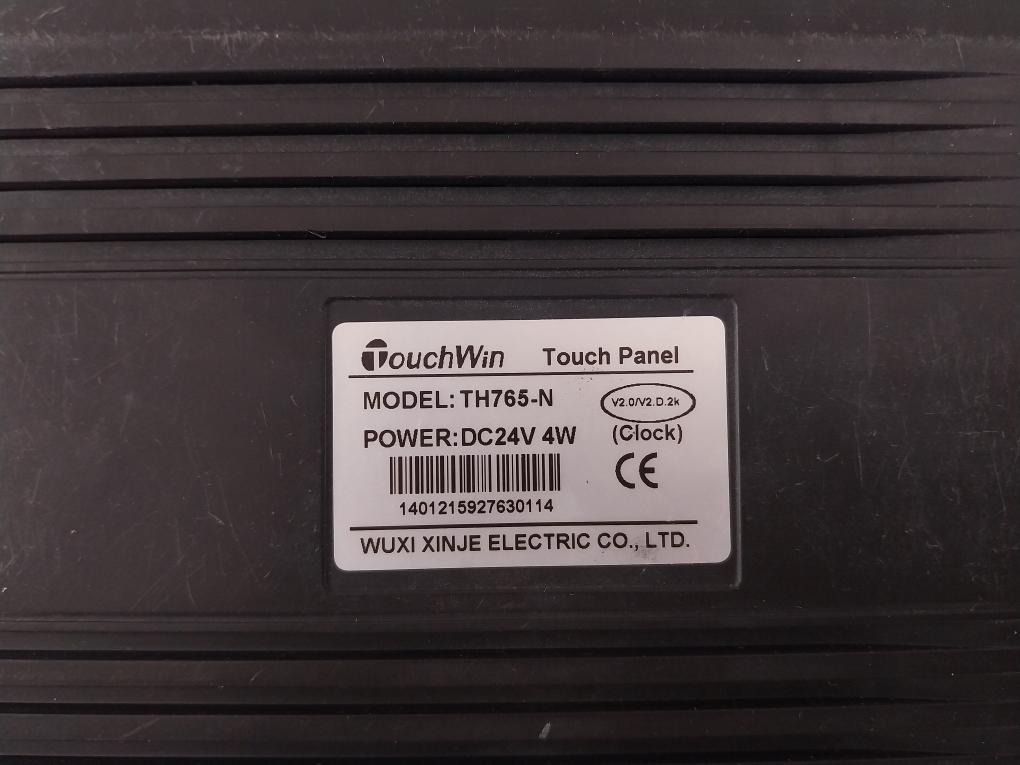 TouchWin Touch Panel
MODEL: TH765-N
V2.0/V2.D.2k
POWER:DC24V 4W
(Clock)
CE
1401215927630114
WUXI XINJE ELECTRIC CO., LTD.